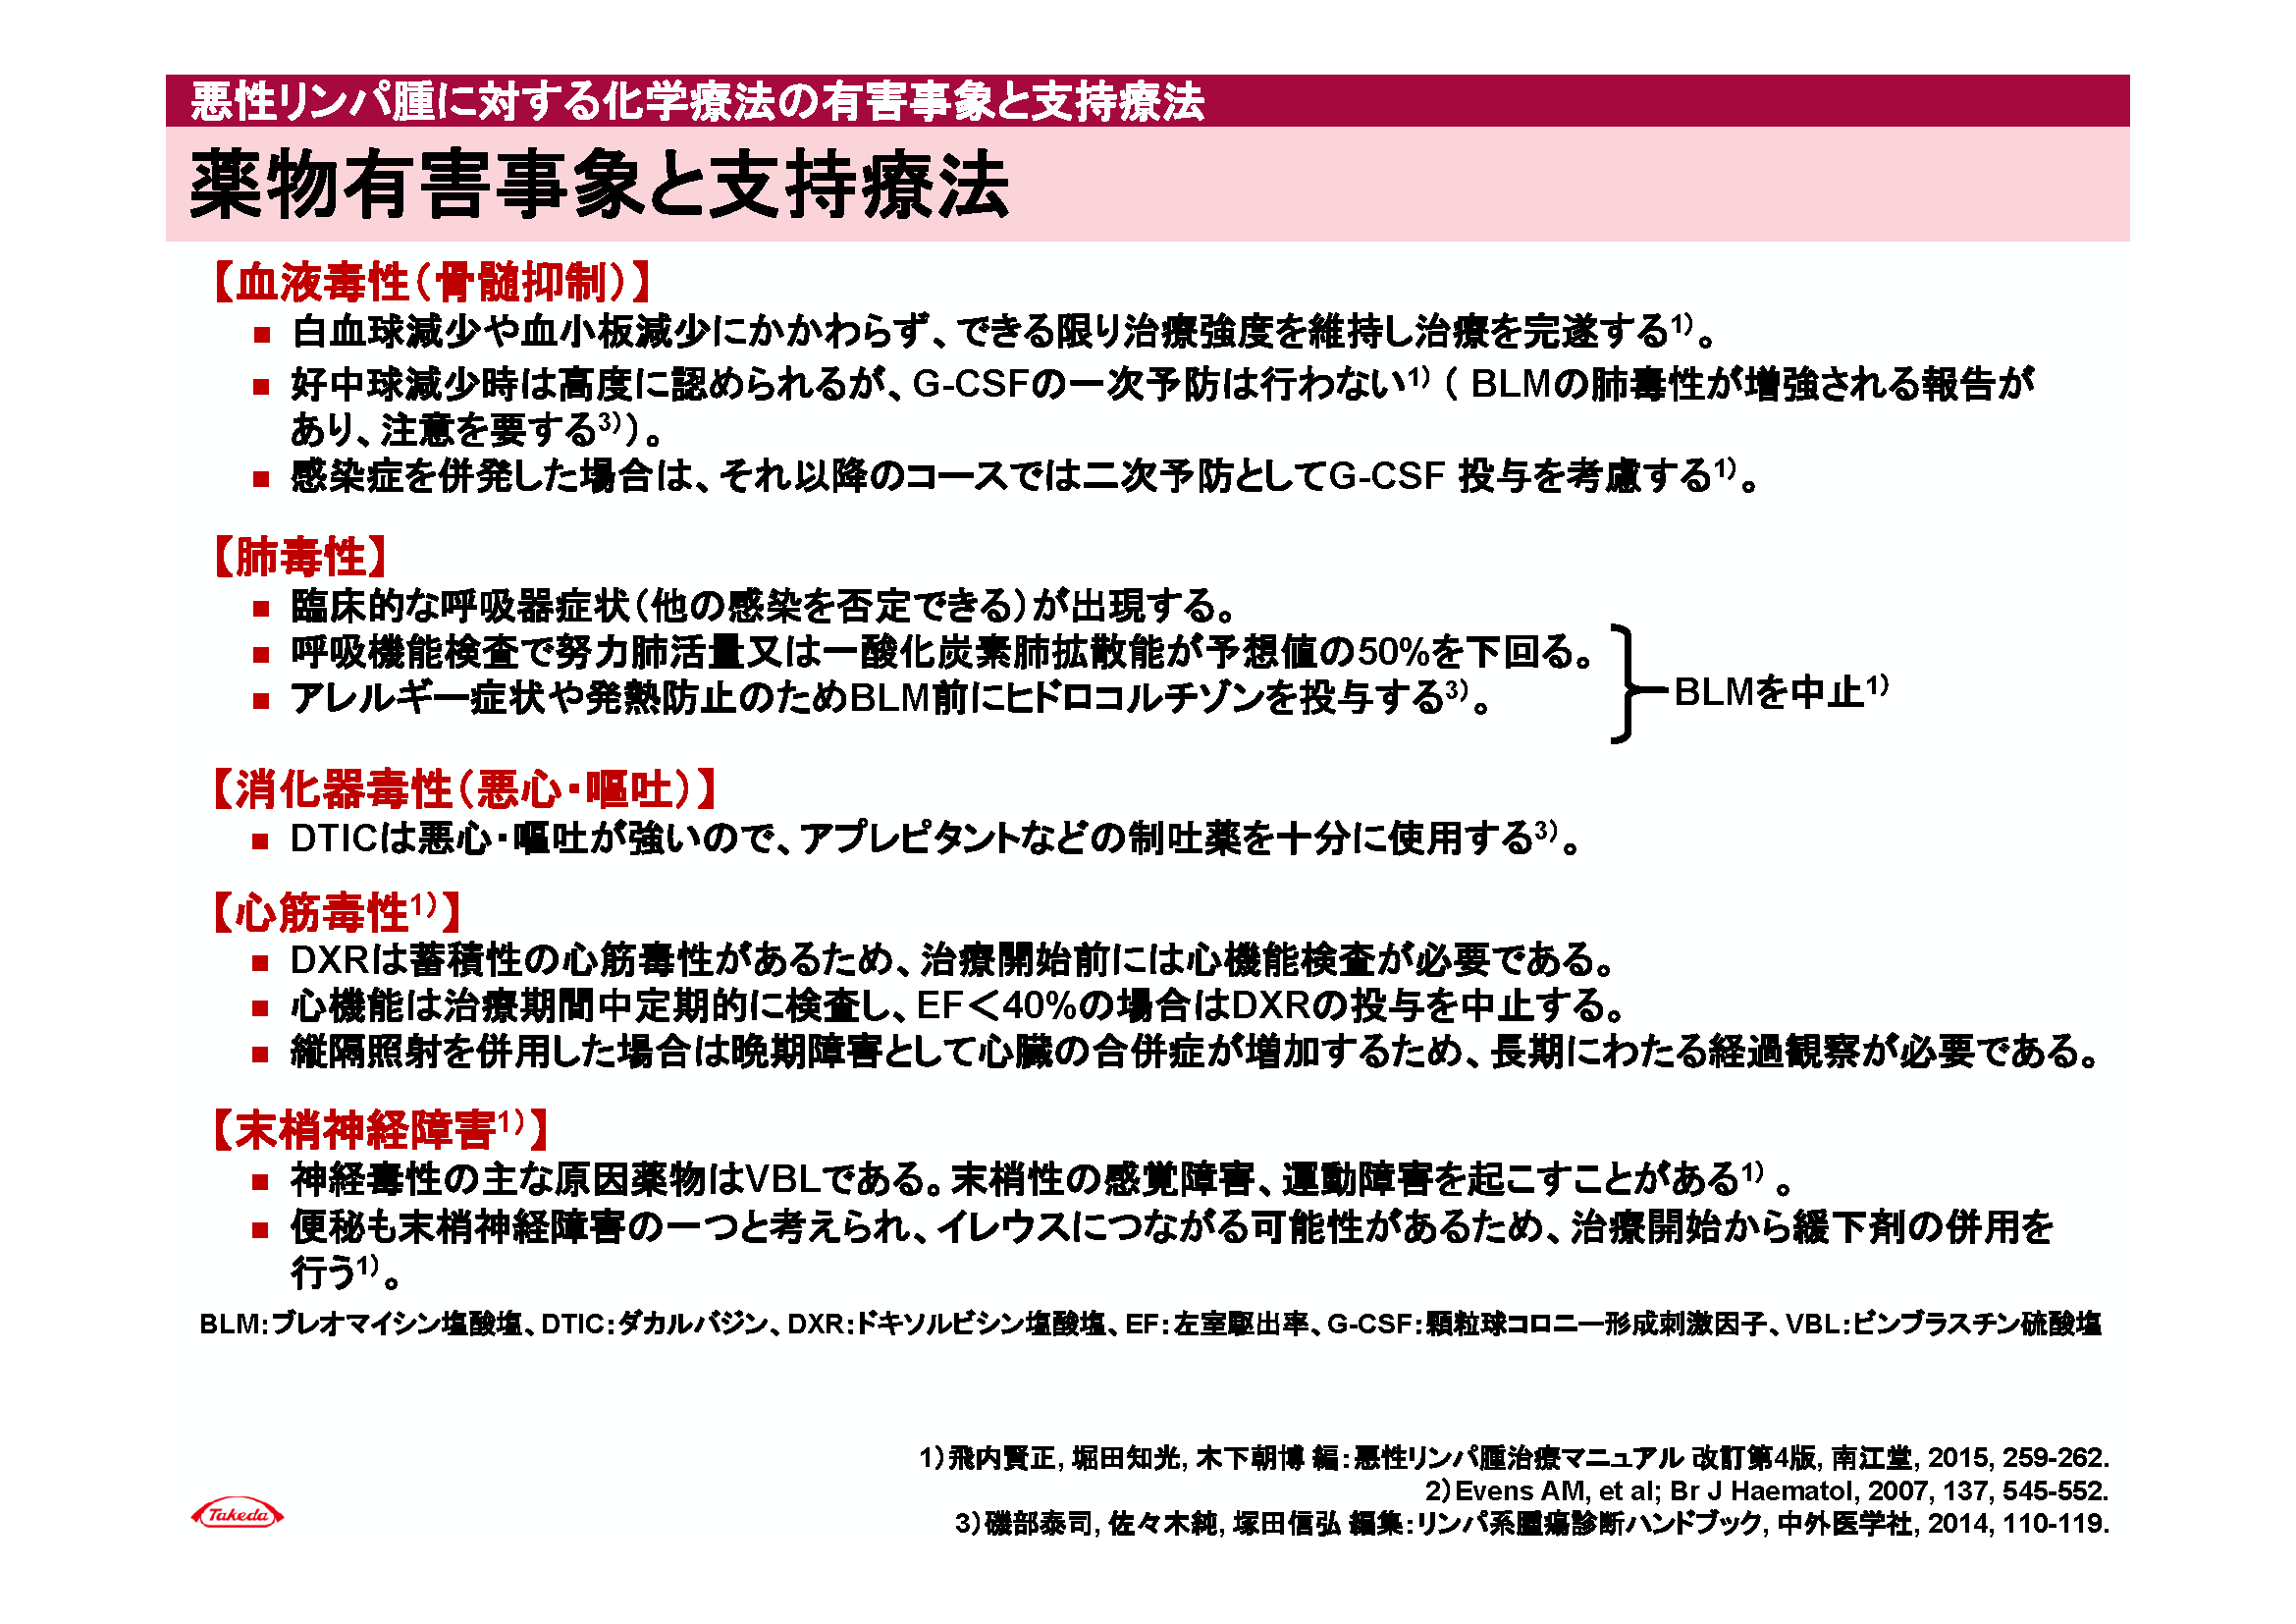 悪性リンパ腫に対する化学療法の有害事象と支持療法
薬物有害事象と支持療法
【血液毒性（骨髄抑制）】
■ 白血球減少や血小板減少にかかわらず、できる限り治療強度を維持し治療を完遂する1）。
■ 好中球減少時は高度に認められるが、G-CSFの一次予防は行わない1）（ BLMの肺毒性が増強される報告が
あり、注意を要する3））。
■ 感染症を併発した場合は、それ以降のコースでは二次予防としてG-CSF 投与を考慮する1）。
【肺毒性】
■ 臨床的な呼吸器症状（他の感染を否定できる）が出現する。
■ 呼吸機能検査で努力肺活量又は一酸化炭素肺拡散能が予想値の50%を下回る。
■ アレルギー症状や発熱防止のためBLM前にヒドロコルチゾンを投与する3）。
BLMを中止1）
【消化器毒性（悪心・嘔吐）】
■ DTICは悪心・嘔吐が強いので、アプレピタントなどの制吐薬を十分に使用する3）。
【心筋毒性1）】
■ DXRは蓄積性の心筋毒性があるため、治療開始前には心機能検査が必要である。
■ 心機能は治療期間中定期的に検査し、EF＜40%の場合はDXRの投与を中止する。
■ 縦隔照射を併用した場合は晩期障害として心臓の合併症が増加するため、長期にわたる経過観察が必要である。
【末梢神経障害1）】
■ 神経毒性の主な原因薬物はVBLである。末梢性の感覚障害、運動障害を起こすことがある1） 。
■ 便秘も末梢神経障害の一つと考えられ、イレウスにつながる可能性があるため、治療開始から緩下剤の併用を
行う1）。
BLM：ブレオマイシン塩酸塩、DTIC：ダカルバジン、DXR：ドキソルビシン塩酸塩、EF：左室駆出率、G-CSF：顆粒球コロニー形成刺激因子、VBL：ビンブラスチン硫酸塩
1）飛内賢正, 堀田知光, 木下朝博 編：悪性リンパ腫治療マニュアル 改訂第4版, 南江堂, 2015, 259-262.
2）Evens AM, et al; Br J Haematol, 2007, 137, 545-552.
3）磯部泰司, 佐々木純, 塚田信弘 編集：リンパ系腫瘍診断ハンドブック, 中外医学社, 2014, 110-119.
Takeda